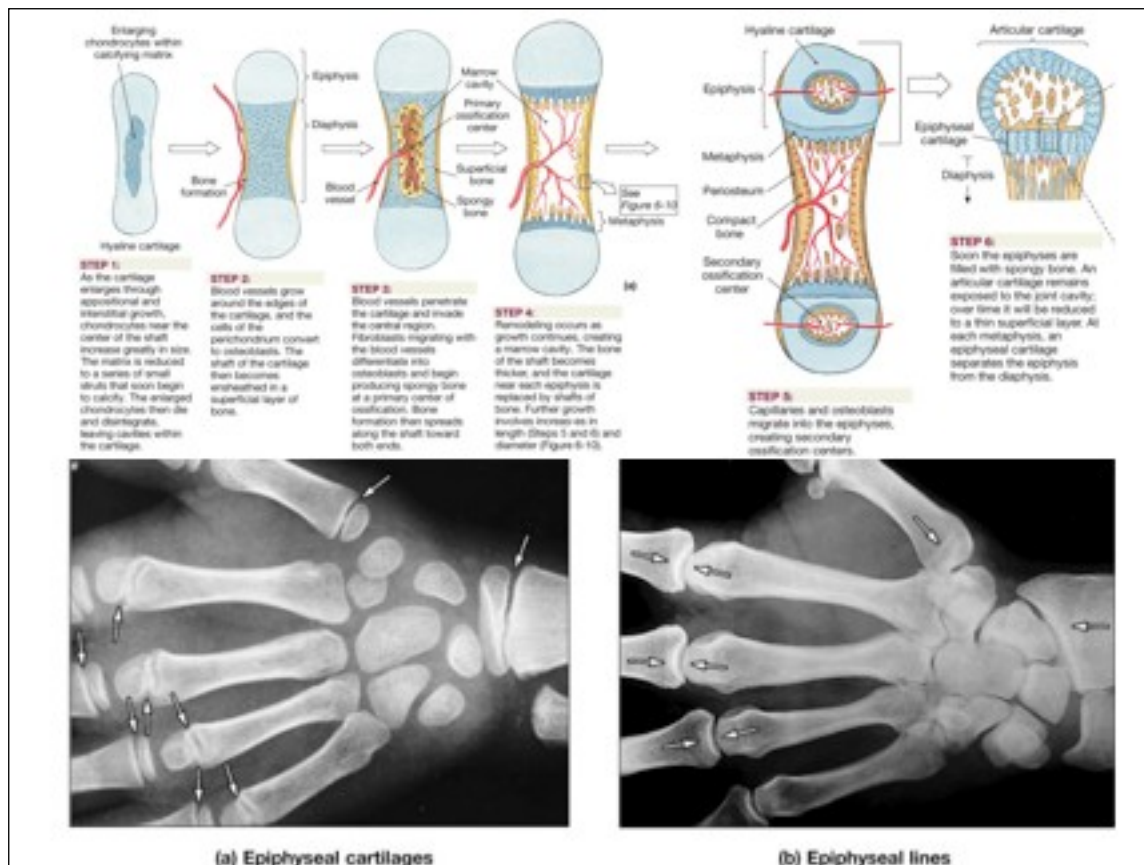 Enlarging
chondrocytes within
calcifying matrix
Hyaline cartilage
Epiphysis
Diaphysis
Bone
formation
Marrow
cavity
Primary
ossification
center
Superficial
bone
Spongy
bone
Blood
vessel
See
Figure 6-10
Metaphysis
Hyaline cartilage
Epiphysis
Metaphysis
Periosteum
Compact
bone
Secondary
ossification
center
Articular cartilage
Epiphyseal
cartilage
Diaphysis
STEP 1:
As the cartilage
enlarges through
appositional and
interstitial growth,
chondrocytes near the
center of the shaft
increase greatly in size.
The matrix is reduced
to a series of small
struts that soon begin
to calcify. The enlarged
chondrocytes then die
and disintegrate,
leaving cavities within
the cartilage.
STEP 2:
Blood vessels grow
around the edges of
the cartilage, and the
cells of the
perichondrium convert
to osteoblasts. The
shaft of the cartilage
then becomes
ensheathed in a
superficial layer of
bone.
STEP 3:
Blood vessels penetrate
the cartilage and invade
the central region.
Fibroblasts migrating with
the blood vessels
differentiate into
osteoblasts and begin
producing spongy bone
at a primary center of
ossification. Bone
formation then spreads
along the shaft toward
both ends.
STEP 4:
Remodeling occurs as
growth continues, creating
a marrow cavity. The bone
of the shaft becomes
thicker, and the cartilage
near each epiphysis is
replaced by shafts of
bone. Further growth
involves increases in
length (Steps 5 and 6) and
diameter (Figure 6-10).
STEP 5:
Capillaries and osteoblasts
migrate into the epiphyses,
creating secondary
ossification centers.
STEP 6:
Soon the epiphyses are
filled with spongy bone. An
articular cartilage remains
exposed to the joint cavity;
over time it will be reduced
to a thin superficial layer. At
each metaphysis, an
epiphyseal cartilage
separates the epiphysis
from the diaphysis.
(a) Epiphyseal cartilages
(b) Epiphyseal lines